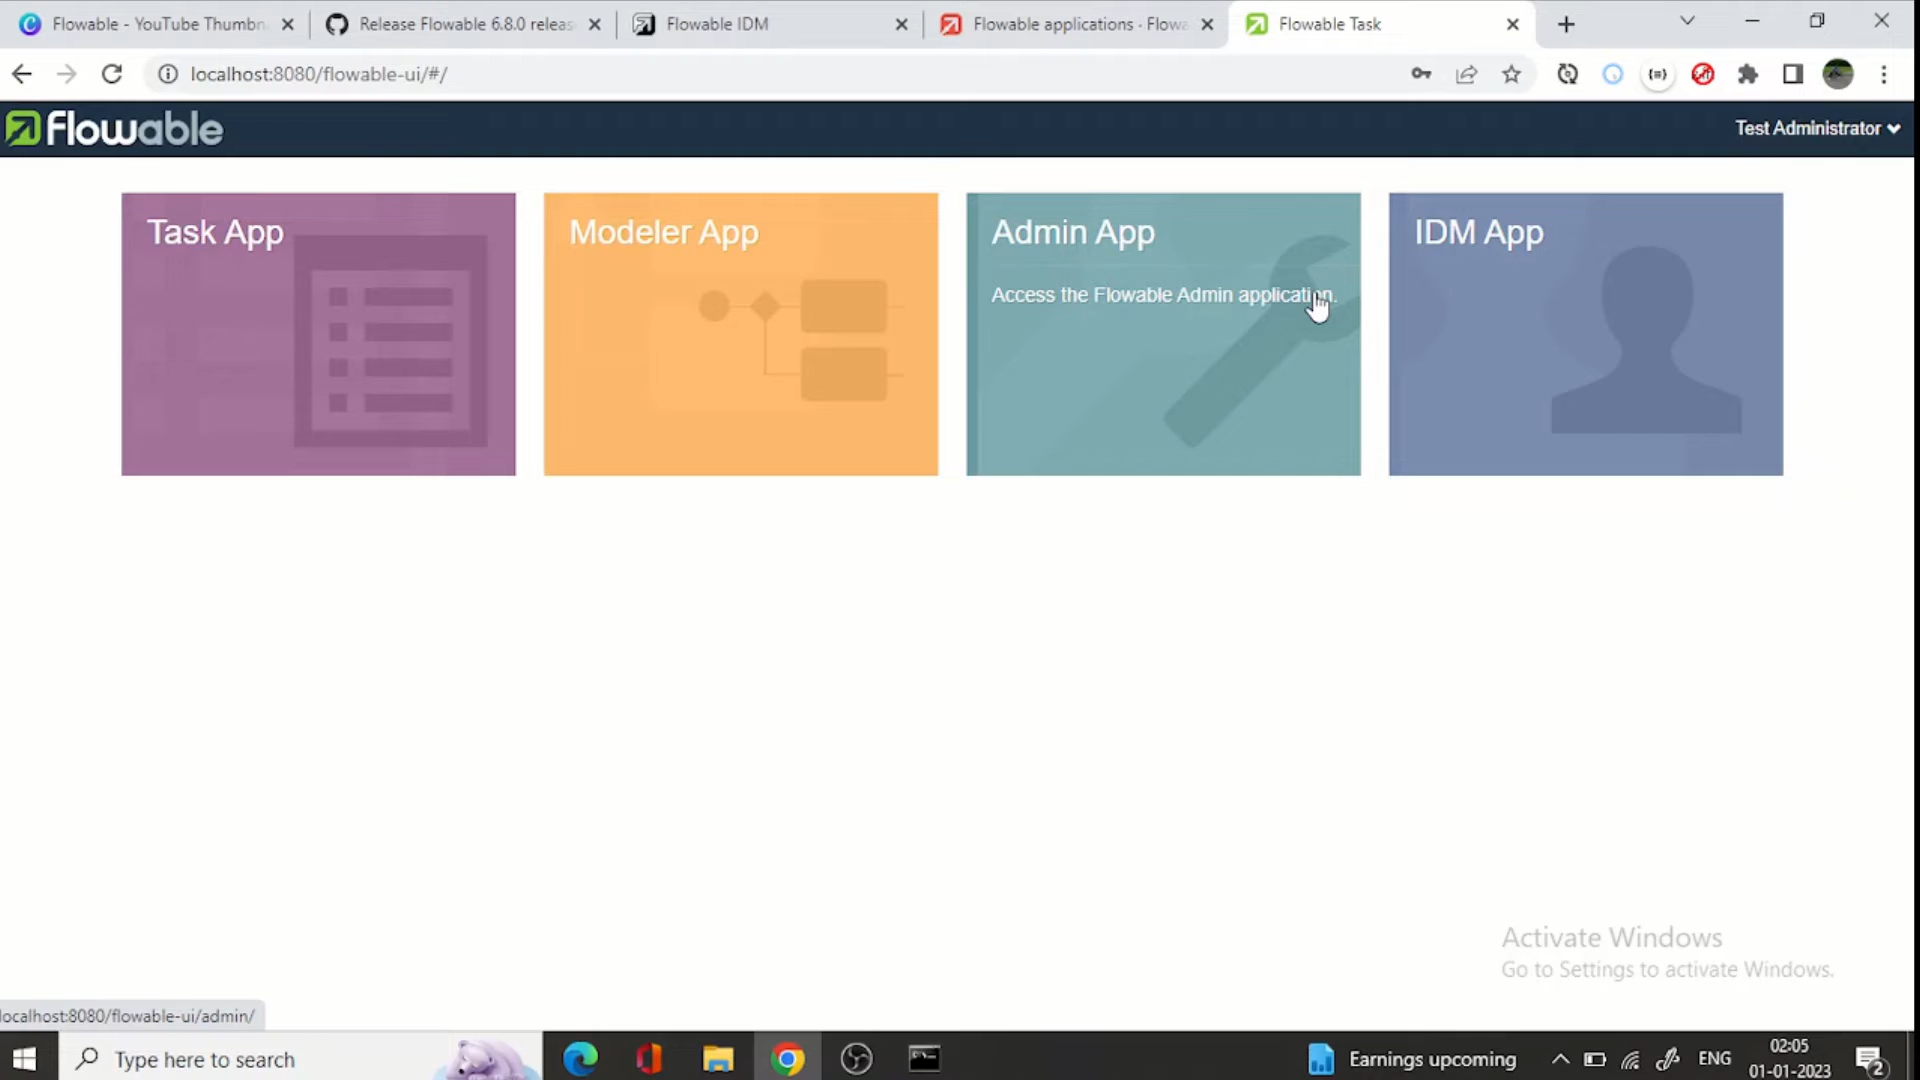 Flowable - YouTube Thumbn
Release Flowable 6.8.0 releas
Flowable IDM
Flowable applications · Flowa
Flowable Task
localhost:8080/flowable-ui/#/
flowable
Test Administrator
Task App
Modeler App
Admin App
IDM App
Access the Flowable Admin application.
Activate Windows
Go to Settings to activate Windows.
localhost:8080/flowable-ui/admin/
Type here to search
Earnings upcoming
ENG
02:05
01-01-2023
2